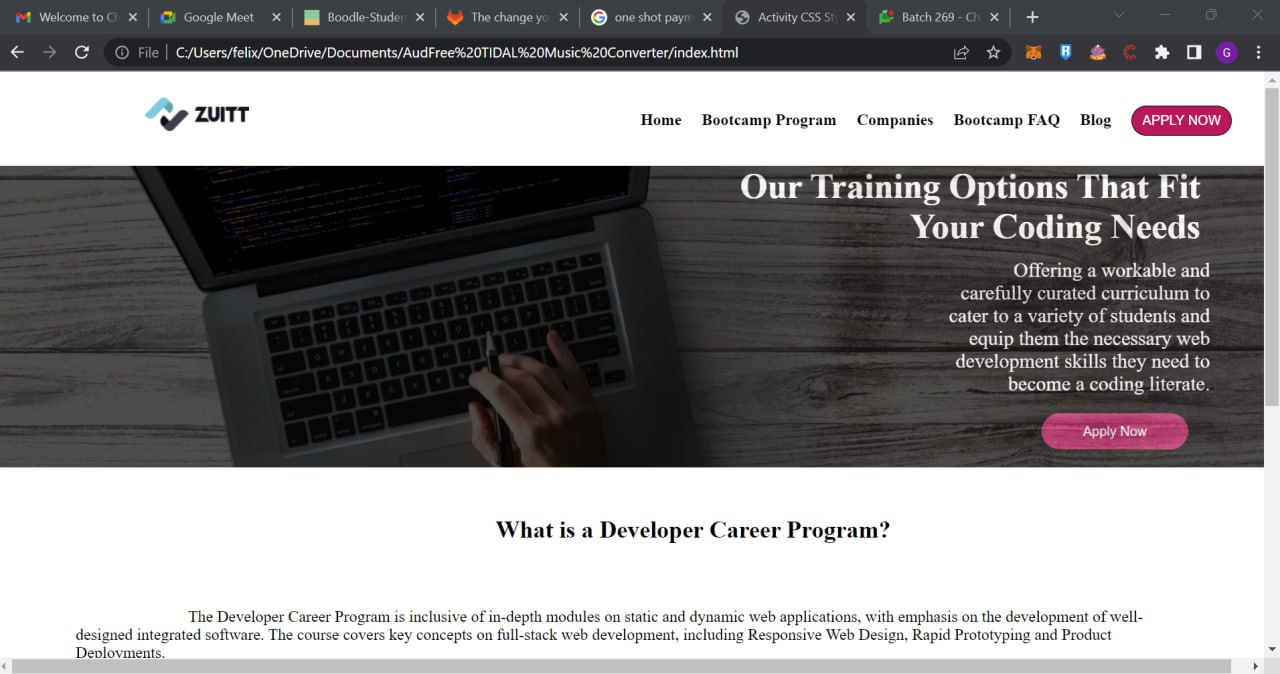 Welcome to Ch
Google Meet
Boodle-Studen
The change yo
one shot paym
Activity CSS Sty
Batch 269 - Ch
File
C:/Users/felix/OneDrive/Documents/AudFree%20TIDAL%20Music%20Converter/index.html
G
ZUITT
Home
Bootcamp Program
Companies
Bootcamp FAQ
Blog
APPLY NOW
Our Training Options That Fit
Your Coding Needs
Offering a workable and
carefully curated curriculum to
cater to a variety of students and
equip them the necessary web
development skills they need to
become a coding literate.
Apply Now
What is a Developer Career Program?
The Developer Career Program is inclusive of in-depth modules on static and dynamic web applications, with emphasis on the development of well-
designed integrated software. The course covers key concepts on full-stack web development, including Responsive Web Design, Rapid Prototyping and Product
Deployments.